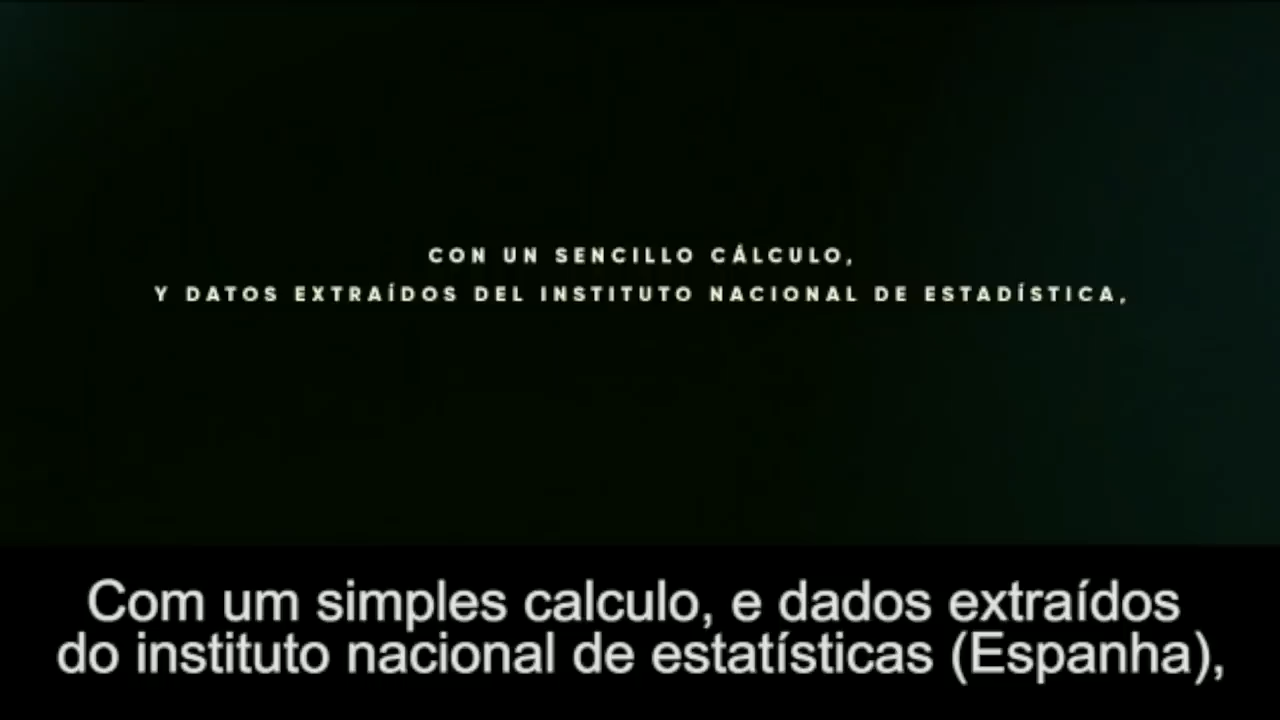 CON UN SENCILLO CÁLCULO,
Y DATOS EXTRAÍDOS DEL INSTITUTO NACIONAL DE ESTADÍSTICA,
Com um simples calculo, e dados extraídos
do instituto nacional de estatísticas (Espanha),